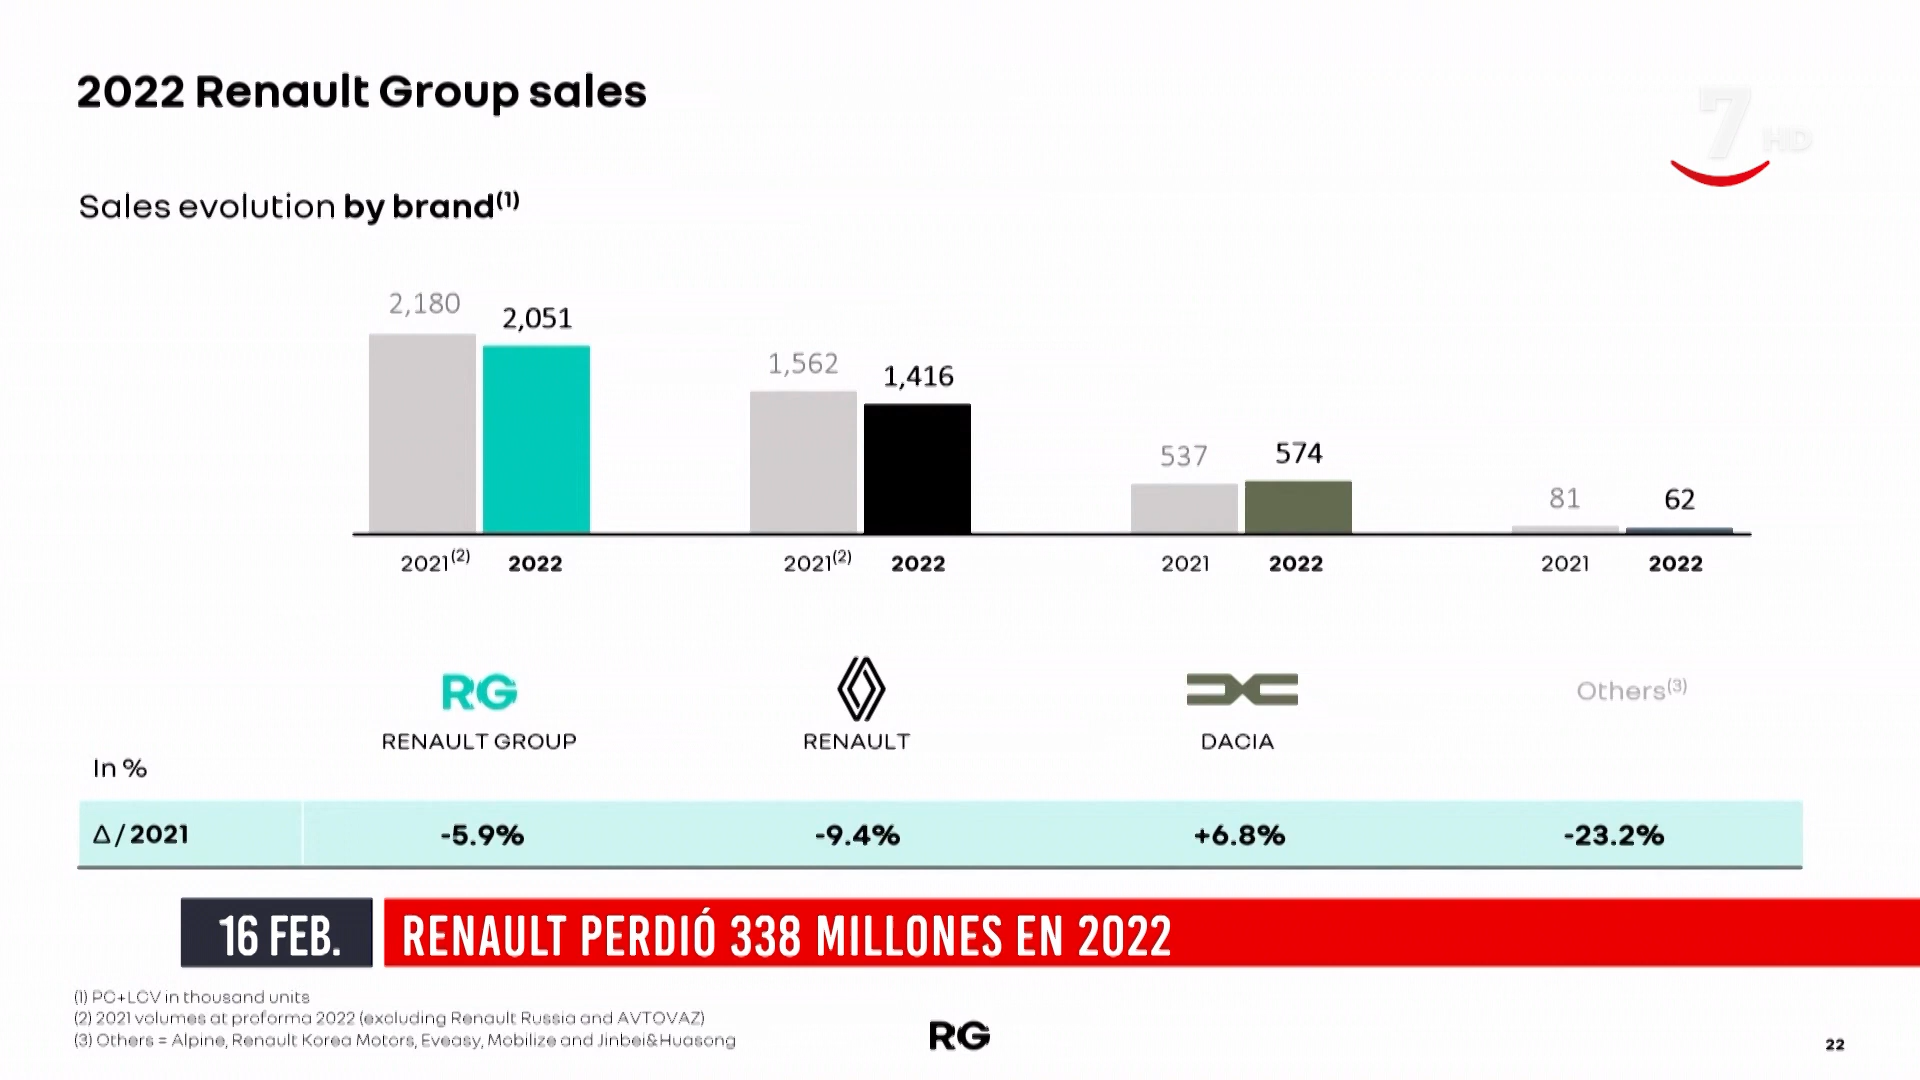 2022 Renault Group sales
7 HD
Sales evolution by brand(1)
2,180
2,051
1,562
1,416
537
574
81
62
2021(2) 2022 2021(2) 2022 2021 2022 2021 2022
RG
Others(3)
RENAULT GROUP RENAULT DACIA
In %
Δ/2021 -5.9% -9.4% +6.8% -23.2%
16 FEB. RENAULT PERDIÓ 338 MILLONES EN 2022
(1) PC+LCV in thousand units
(2) 2021 volumes at proforma 2022 (excluding Renault Russia and AVTOVAZ)
(3) Others = Alpine, Renault Korea Motors, Eveasy, Mobilize and Jinbei&Huasong
RG
22